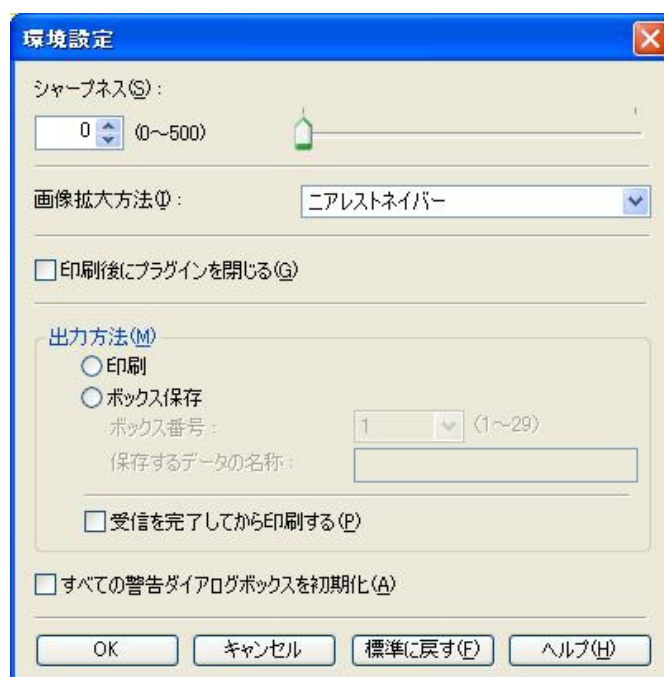 環境設定
シャープネス(S):
0 (0～500)
画像拡大方法(I): ニアレストネイバー
印刷後にプラグインを閉じる(G)
出力方法(M)
印刷
ボックス保存
ボックス番号: 1 (1～29)
保存するデータの名称:
受信を完了してから印刷する(P)
すべての警告ダイアログボックスを初期化(A)
OK キャンセル 標準に戻す(F) ヘルプ(H)